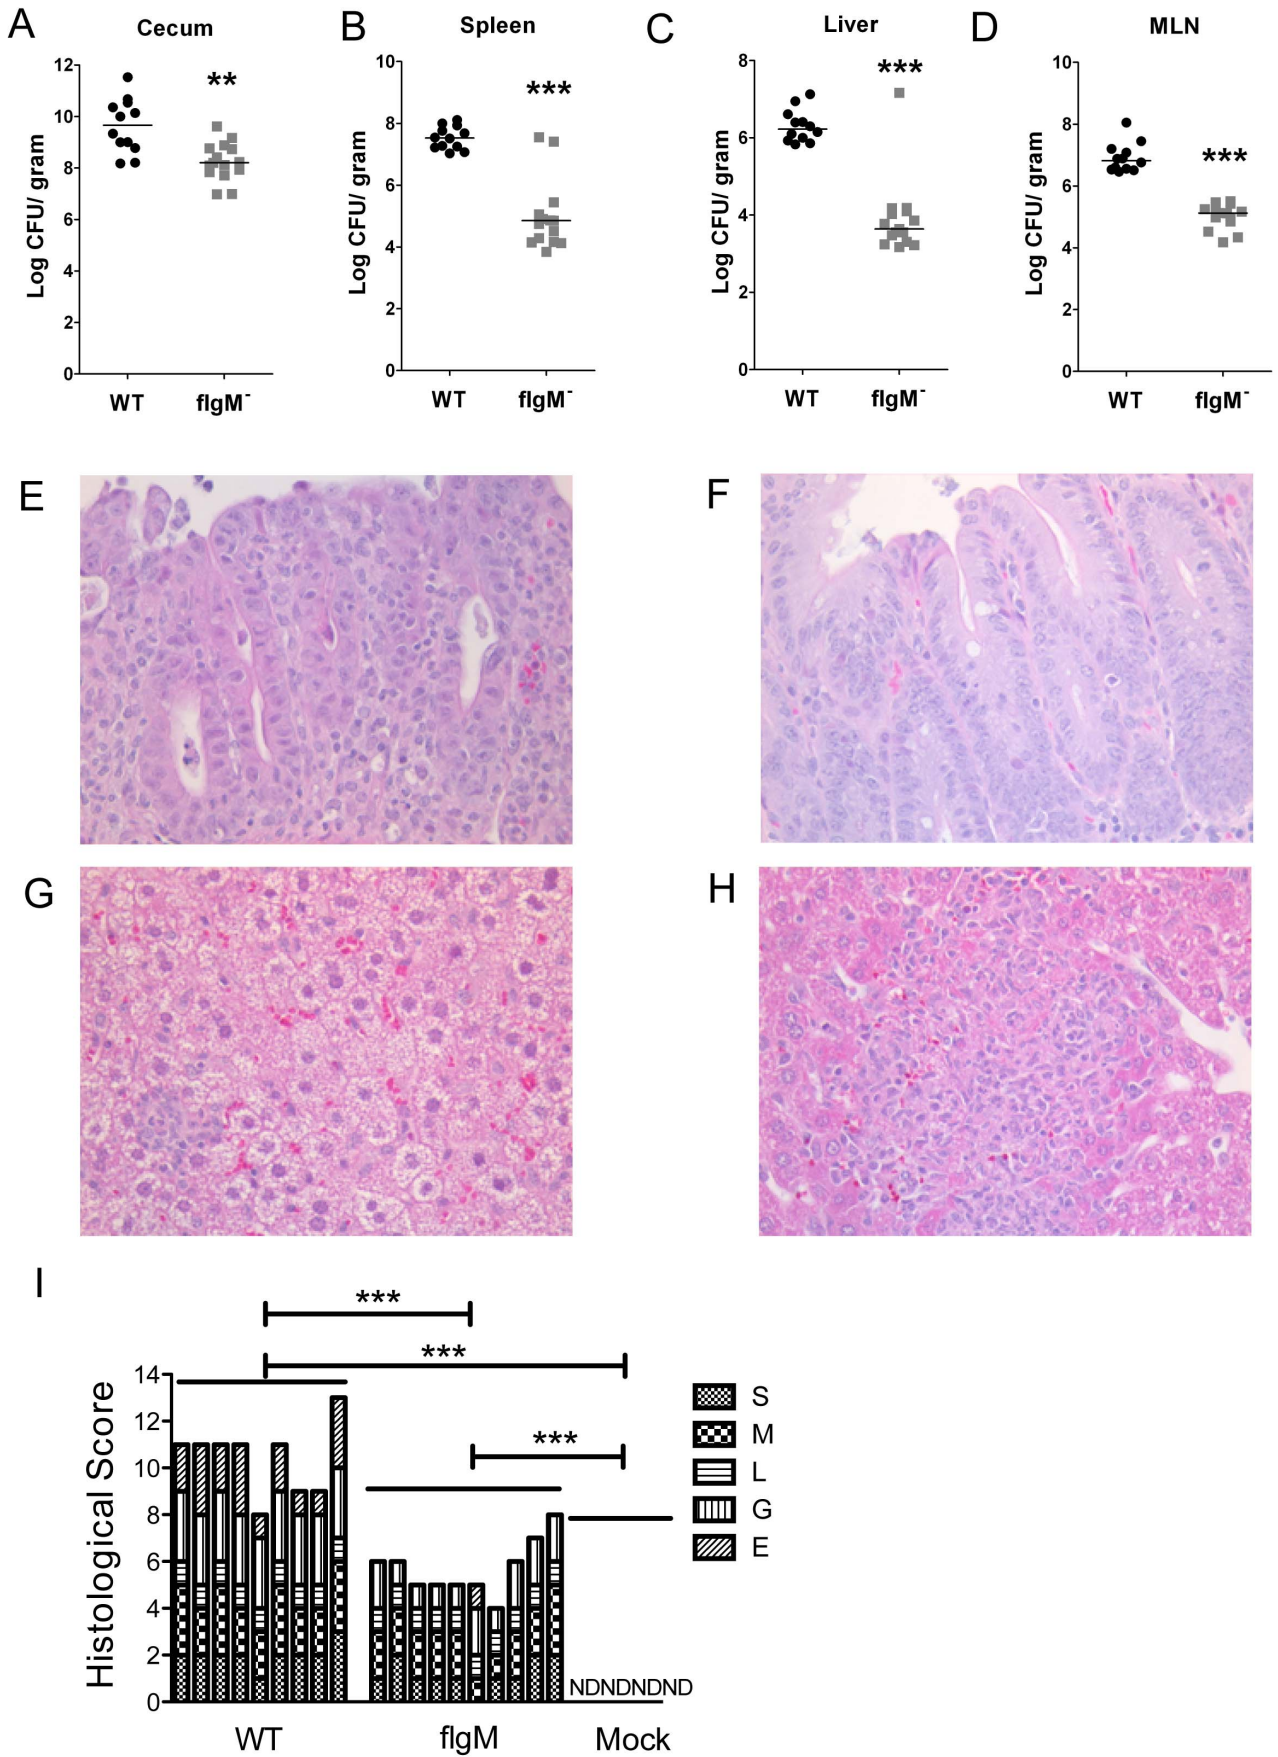 A
Cecum
**
Log CFU/ gram
12
10
8
6
4
2
0
WT
flgM-
B
Spleen
***
Log CFU/ gram
10
8
6
4
2
0
WT
flgM-
C
Liver
***
Log CFU/ gram
8
6
4
2
0
WT
flgM-
D
MLN
***
Log CFU/ gram
10
8
6
4
2
0
WT
flgM-
E
F
G
H
I
***
***
***
Histological Score
14
12
10
8
6
4
2
0
NDNDNDND
WT
flgM
Mock
S
M
L
G
E